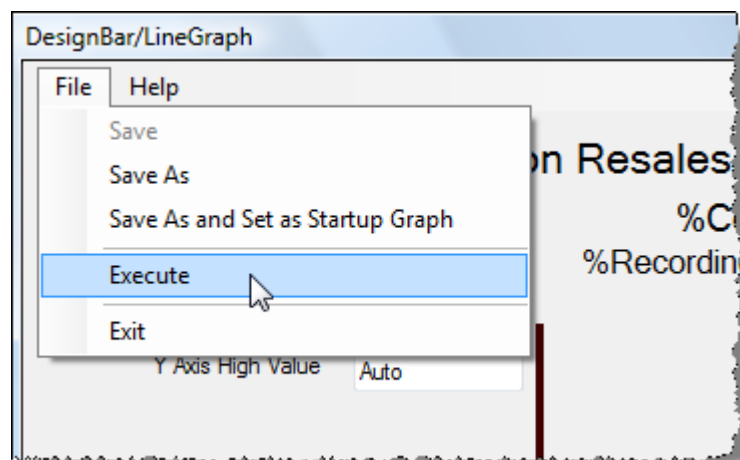 DesignBar/LineGraph
File Help
Save
Save As
Save As and Set as Startup Graph
Execute
Exit
Resales
Y Axis High Value Auto